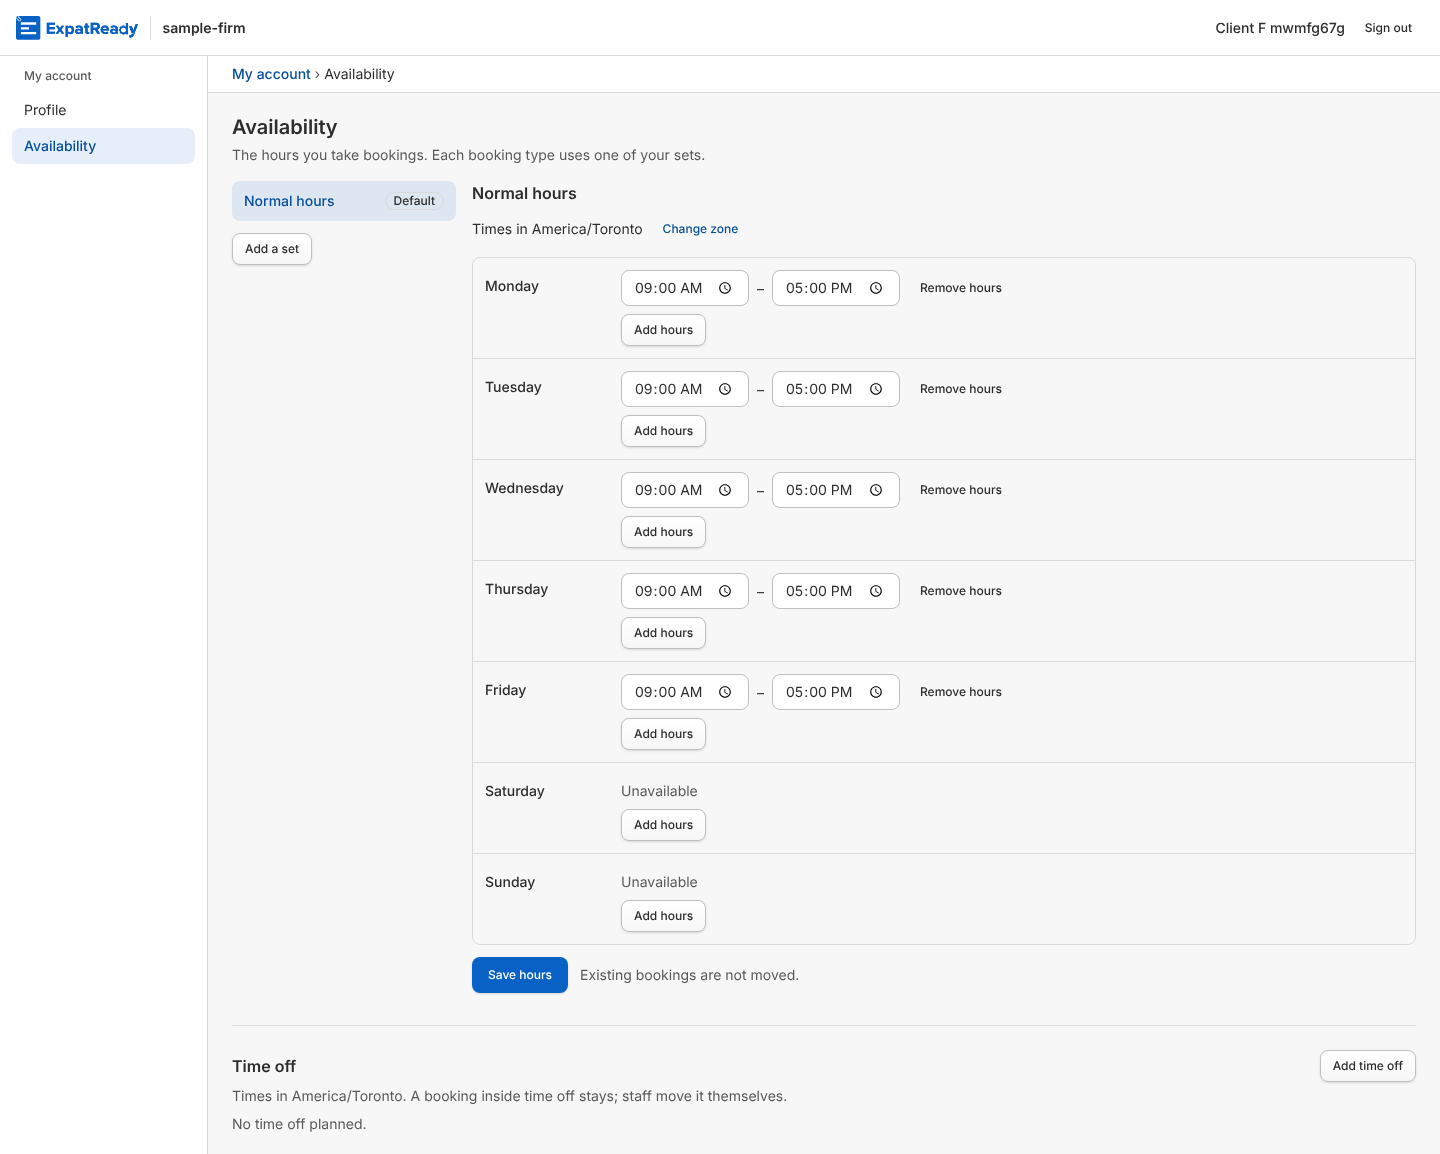 ExpatReady sample-firm Client F mwmfg67g Sign out
My account
Profile
Availability
My account › Availability
Availability
The hours you take bookings. Each booking type uses one of your sets.
Normal hours Default
Add a set
Normal hours
Times in America/Toronto Change zone
Monday 09:00 AM – 05:00 PM Remove hours
Add hours
Tuesday 09:00 AM – 05:00 PM Remove hours
Add hours
Wednesday 09:00 AM – 05:00 PM Remove hours
Add hours
Thursday 09:00 AM – 05:00 PM Remove hours
Add hours
Friday 09:00 AM – 05:00 PM Remove hours
Add hours
Saturday Unavailable
Add hours
Sunday Unavailable
Add hours
Save hours Existing bookings are not moved.
Time off Add time off
Times in America/Toronto. A booking inside time off stays; staff move it themselves.
No time off planned.